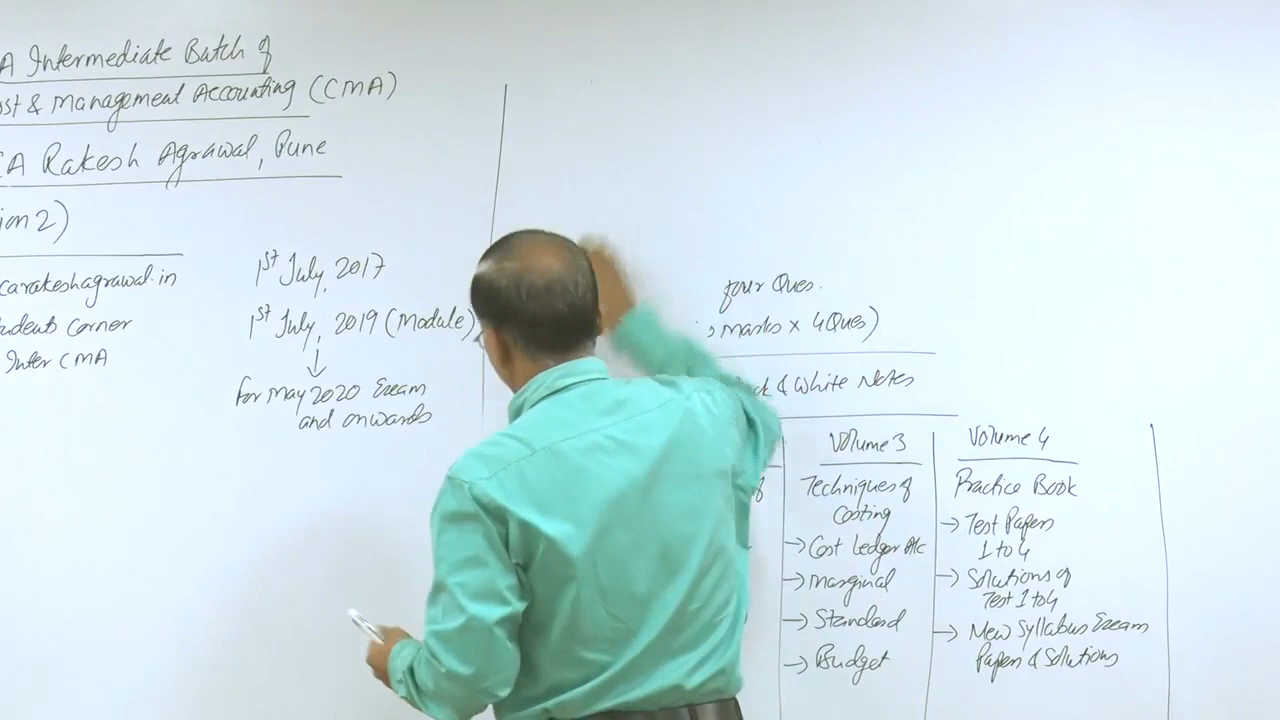 A Intermediate Batch of
ost & Management Accounting (CMA)
CA Rakesh Agrawal, Pune
ion 2)
carakeshagrawal.in
tudents Corner
Inter CMA
1st July, 2017
1st July, 2019 (Module)
↓
for May 2020 Exam
and onwards
four Ques.
marks x 4 Ques)
ck & White Notes
of
Volume 3
Techniques of
Costing
→ Cost Ledger A/c
→ Marginal
→ Standard
→ Budget
Volume 4
Practice Book
→ Test Papers
1 to 4
→ Solutions of
Test 1 to 4
→ New Syllabus Exam
Papers & Solutions